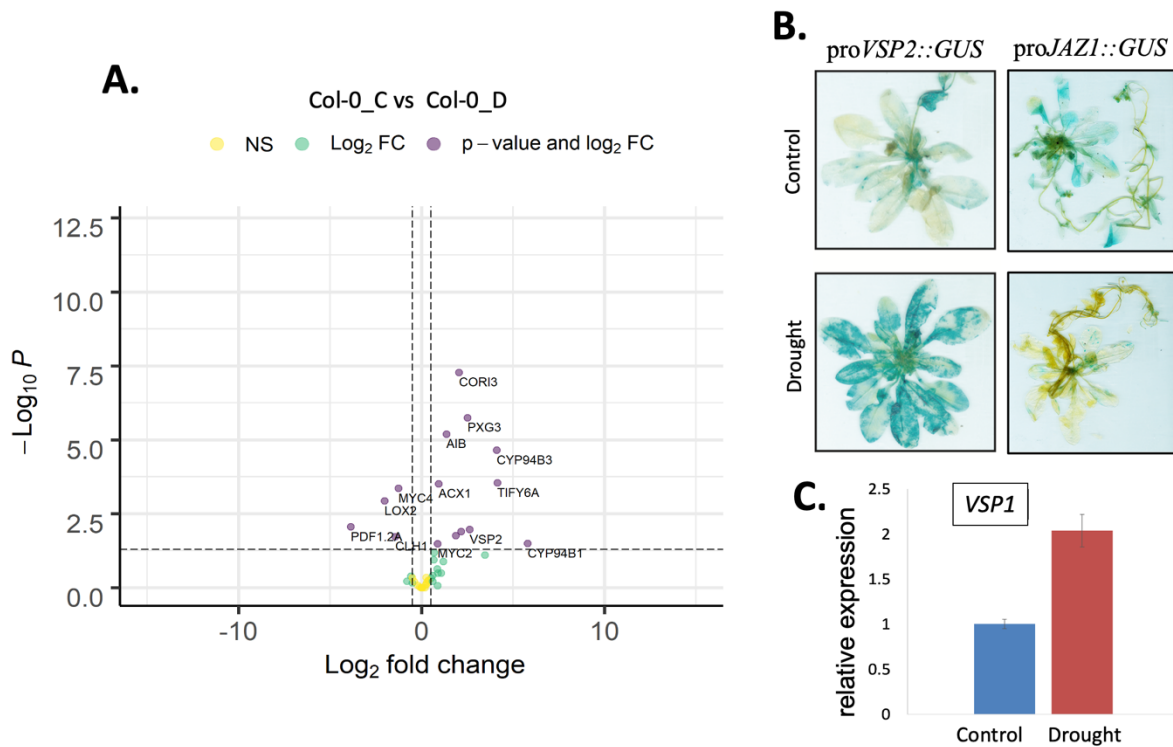 A.
Col-0_C vs Col-0_D
NS Log2 FC p – value and log2 FC
–Log10 P
12.5
10.0
7.5
5.0
2.5
0.0
CORI3
PXG3
AIB
CYP94B3
MYC4
ACX1
TIFY6A
LOX2
PDF1.2A
CLH1
MYC2
VSP2
CYP94B1
-10 0 10
Log2 fold change
B.
proVSP2::GUS proJAZ1::GUS
Control
Drought
C.
VSP1
relative expression
2.5
2
1.5
1
0.5
0
Control Drought